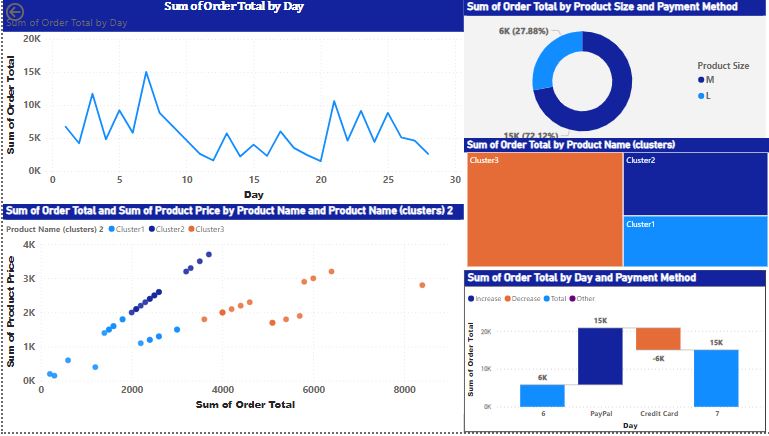 Sum of Order Total by Day
Sum of Order Total by Day
Sum of Order Total
20K
15K
10K
5K
0K
0
5
10
15
20
25
30
Day
Sum of Order Total by Product Size and Payment Method
6K (27.88%)
15K (72.12%)
Product Size
M
L
Sum of Order Total by Product Name (clusters)
Cluster3
Cluster2
Cluster1
Sum of Order Total and Sum of Product Price by Product Name and Product Name (clusters) 2
Product Name (clusters) 2 Cluster1 Cluster2 Cluster3
Sum of Product Price
4K
3K
2K
1K
0K
0
2000
4000
6000
8000
Sum of Order Total
Sum of Order Total by Day and Payment Method
Increase Decrease Total Other
Sum of Order Total
20K
10K
0K
6K
15K
-6K
15K
6
PayPal
Credit Card
7
Day